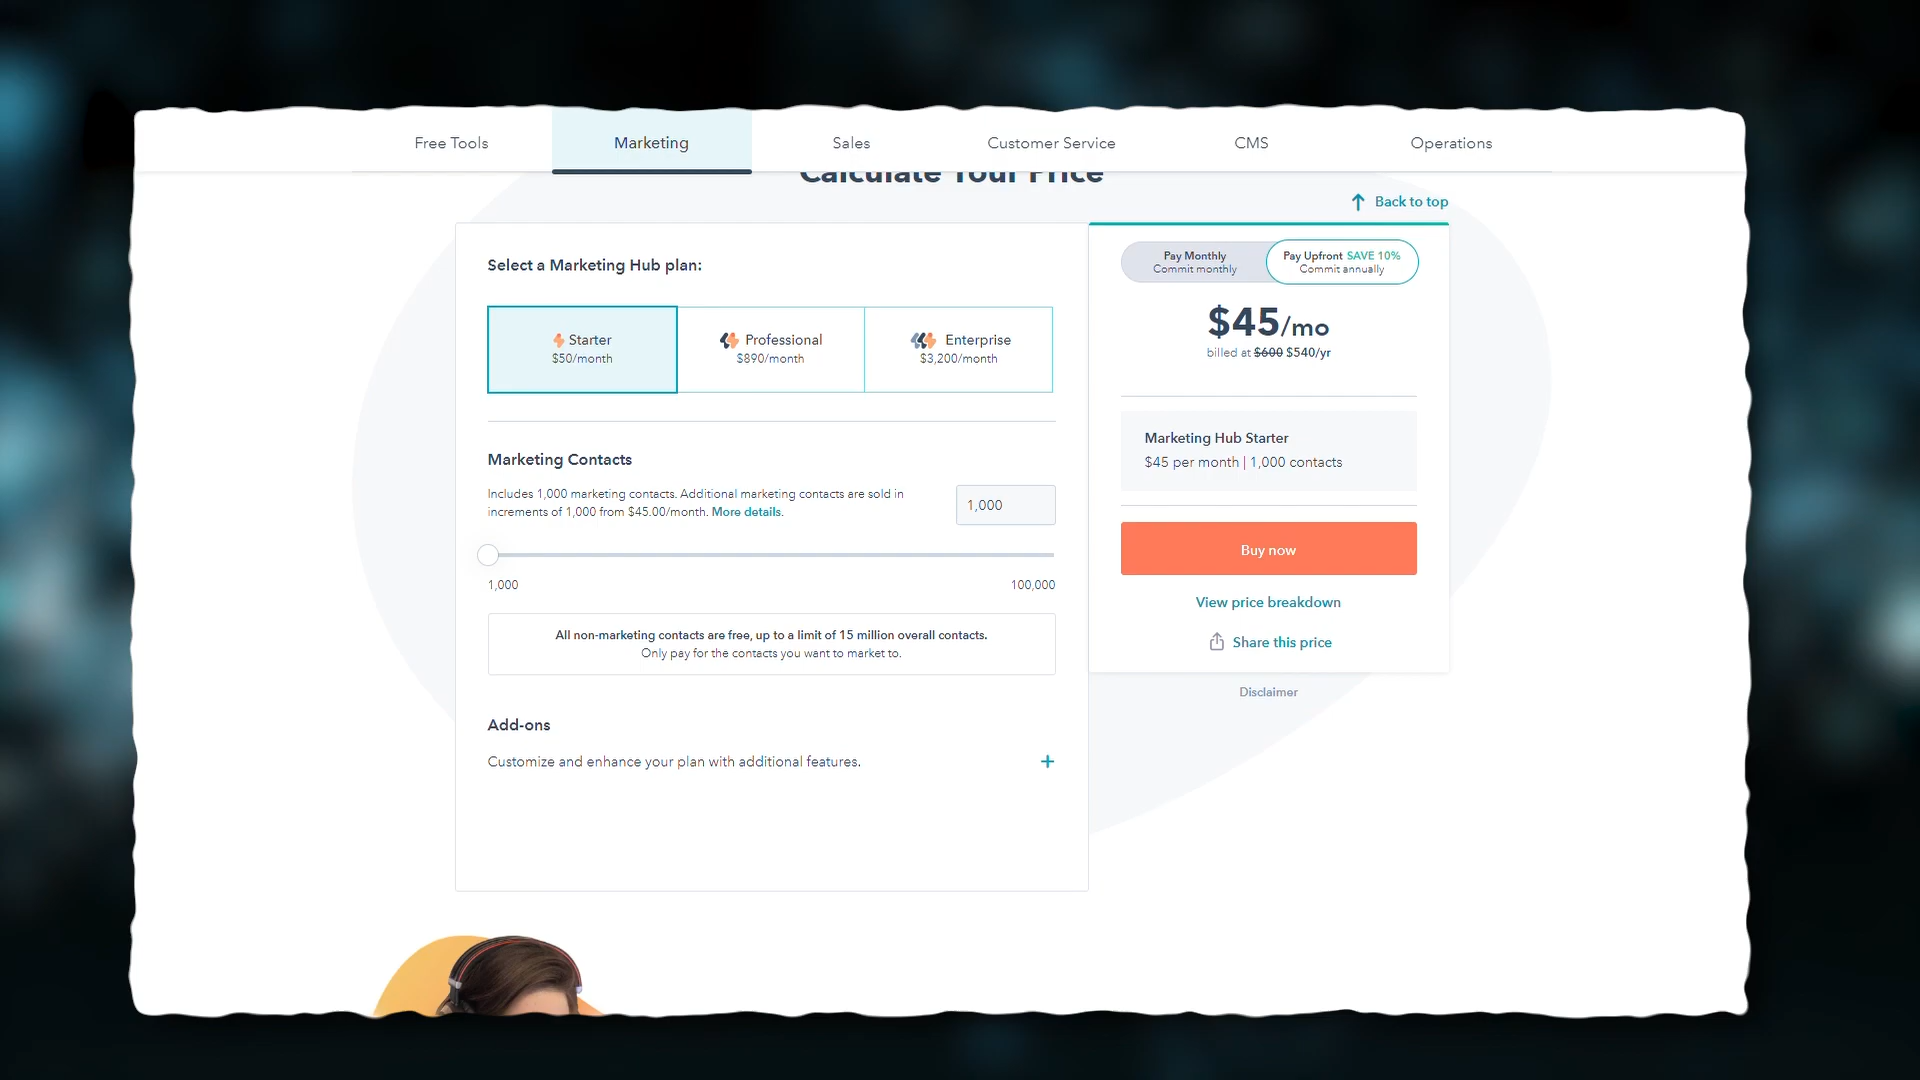 Free Tools
Marketing
Sales
Customer Service
CMS
Operations
Calculate Your Price
Back to top
Select a Marketing Hub plan:
Starter
$50/month
Professional
$890/month
Enterprise
$3,200/month
Marketing Contacts
Includes 1,000 marketing contacts. Additional marketing contacts are sold in
increments of 1,000 from $45.00/month. More details.
1,000
1,000
100,000
All non-marketing contacts are free, up to a limit of 15 million overall contacts.
Only pay for the contacts you want to market to.
Add-ons
Customize and enhance your plan with additional features.
+
Pay Monthly
Commit monthly
Pay Upfront SAVE 10%
Commit annually
$45/mo
billed at $600 $540/yr
Marketing Hub Starter
$45 per month | 1,000 contacts
Buy now
View price breakdown
Share this price
Disclaimer